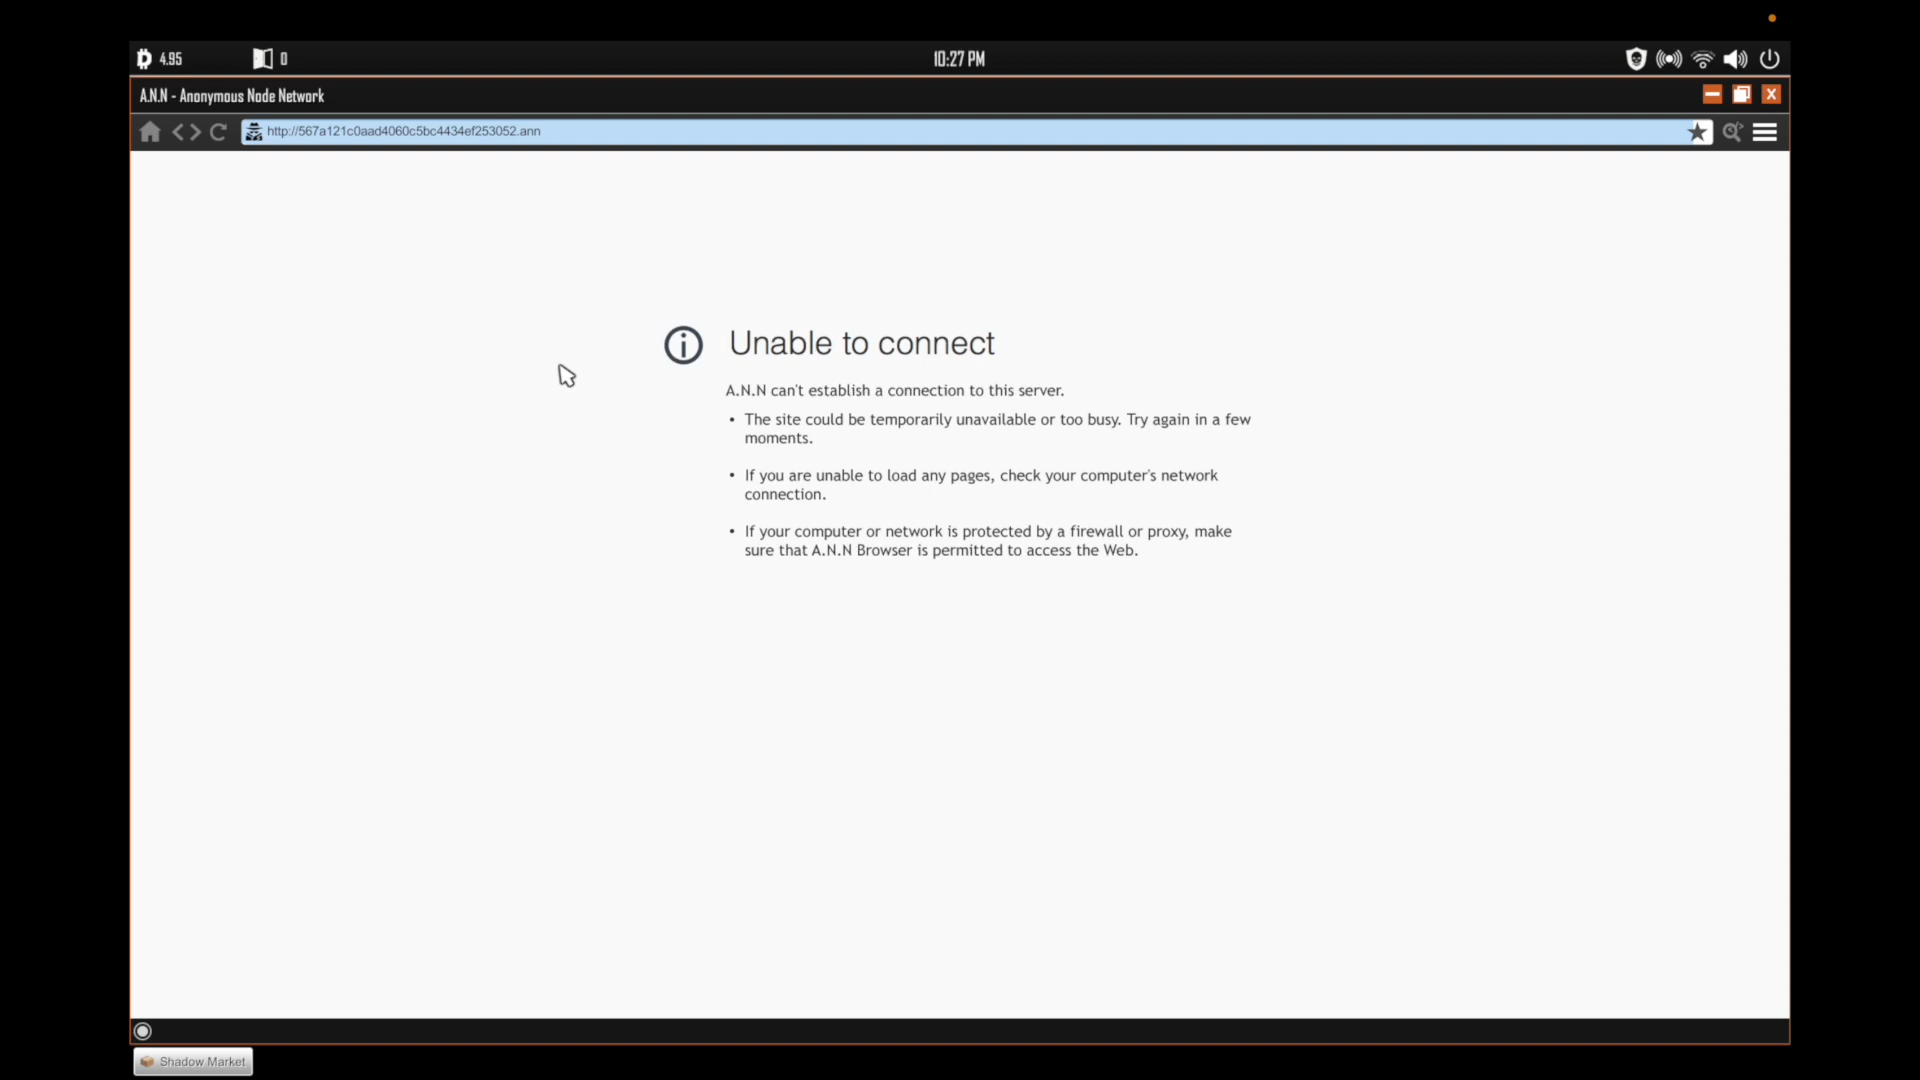 4.95
0
10:27 PM
A.N.N - Anonymous Node Network
http://567a121c0aad4060c5bc4434ef253052.ann
Unable to connect
A.N.N can't establish a connection to this server.
• The site could be temporarily unavailable or too busy. Try again in a few
moments.
• If you are unable to load any pages, check your computer's network
connection.
• If your computer or network is protected by a firewall or proxy, make
sure that A.N.N Browser is permitted to access the Web.
Shadow Market